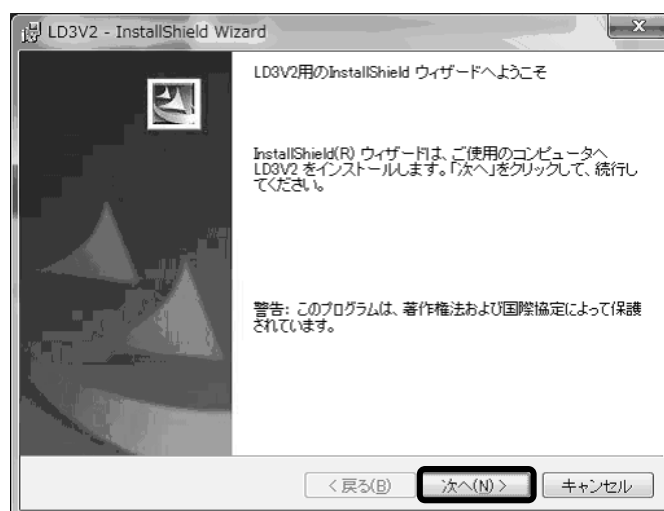 LD3V2 - InstallShield Wizard
LD3V2用のInstallShield ウィザードへようこそ
InstallShield(R) ウィザードは、ご使用のコンピュータへ
LD3V2 をインストールします。「次へ」をクリックして、続行し
てください。
警告: このプログラムは、著作権法および国際協定によって保護
されています。
< 戻る(B)
次へ(N) >
キャンセル